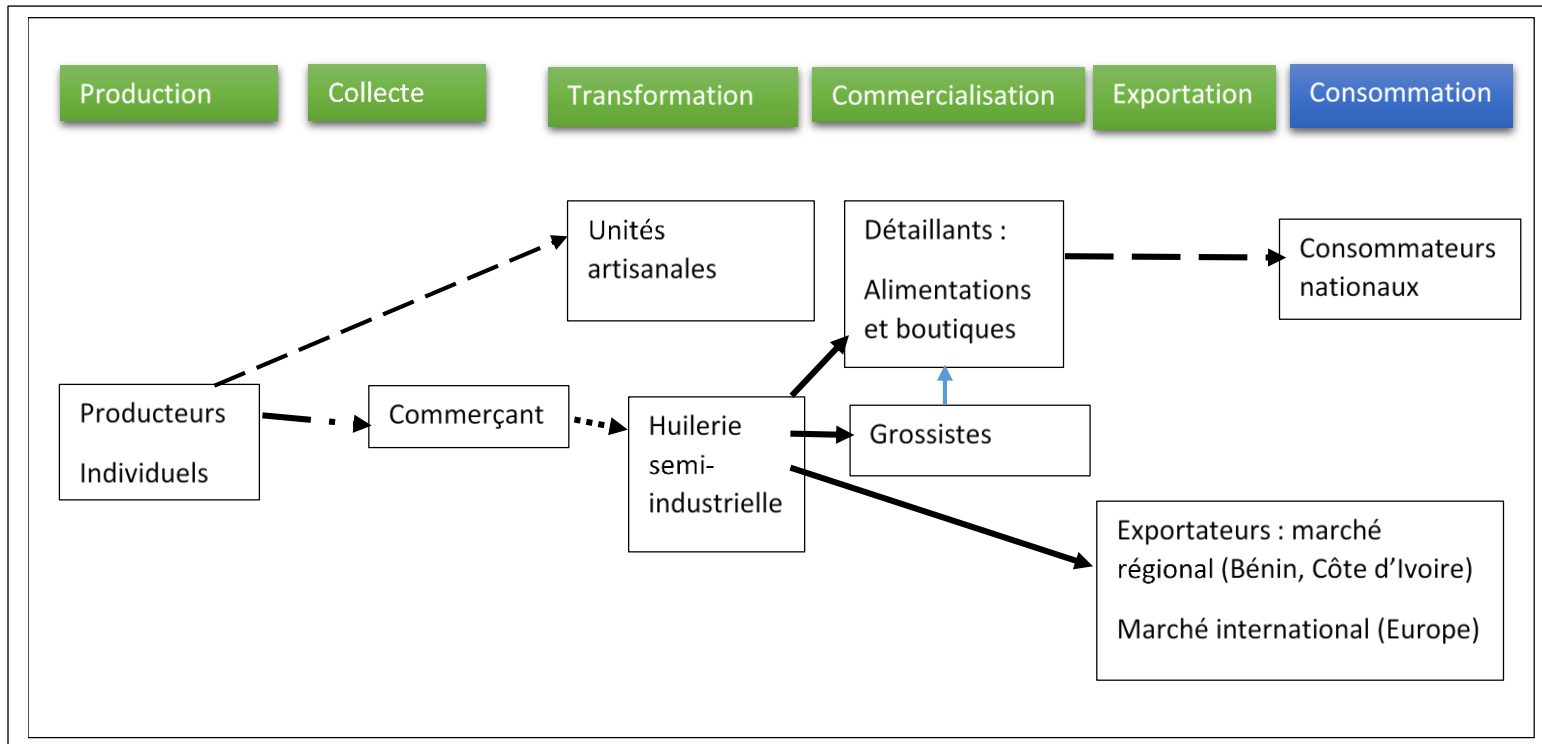 Production
Collecte
Transformation
Commercialisation
Exportation
Consommation
Unités
artisanales
Détaillants :
Alimentations
et boutiques
Consommateurs
nationaux
Producteurs
Individuels
Commerçant
Huilerie
semi-
industrielle
Grossistes
Exportateurs : marché
régional (Bénin, Côte d’Ivoire)
Marché international (Europe)